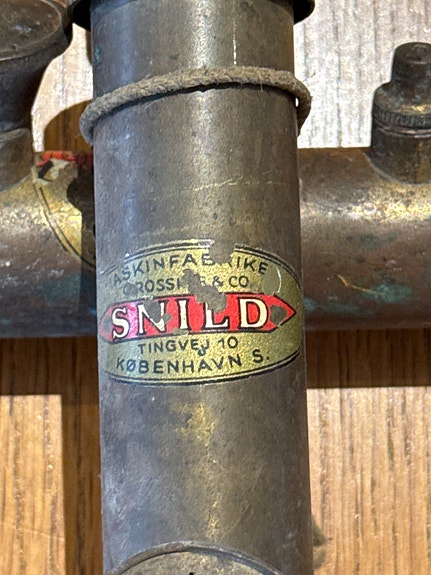 ASKINFABRIKE
& CO.
SNILD
TINGVEJ 10
KØBENHAVN S.